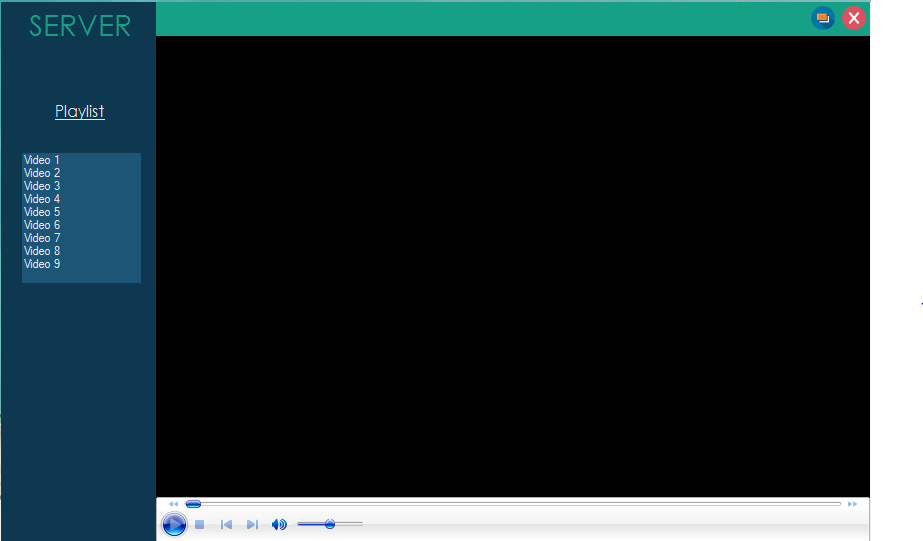 SERVER
Playlist
Video 1
Video 2
Video 3
Video 4
Video 5
Video 6
Video 7
Video 8
Video 9